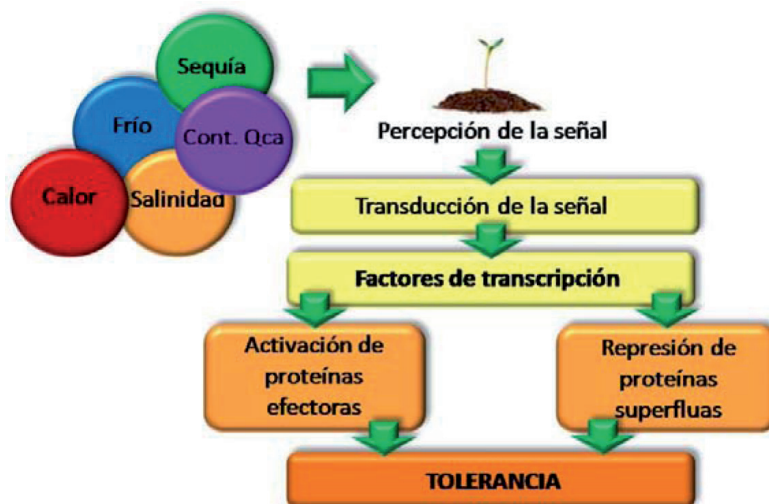 Sequía
Frío
Cont. Qca
Calor
Salinidad
Percepción de la señal
Transducción de la señal
Factores de transcripción
Activación de
proteínas
efectoras
Represión de
proteínas
superfluas
TOLERANCIA